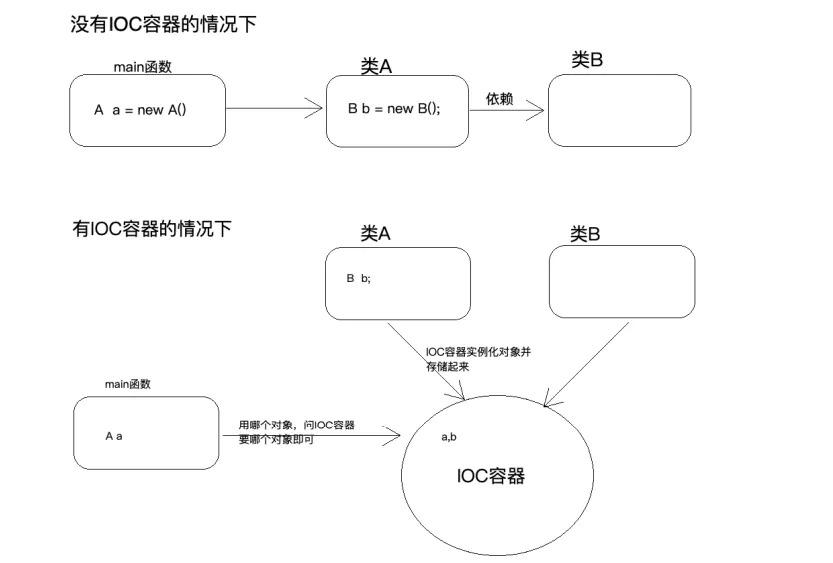 没有IOC容器的情况下
main函数
类A
类B
A a = new A()
B b = new B();
依赖
有IOC容器的情况下
类A
类B
B b;
IOC容器实例化对象并
存储起来
main函数
用哪个对象，问IOC容器
要哪个对象即可
A a
a,b
IOC容器